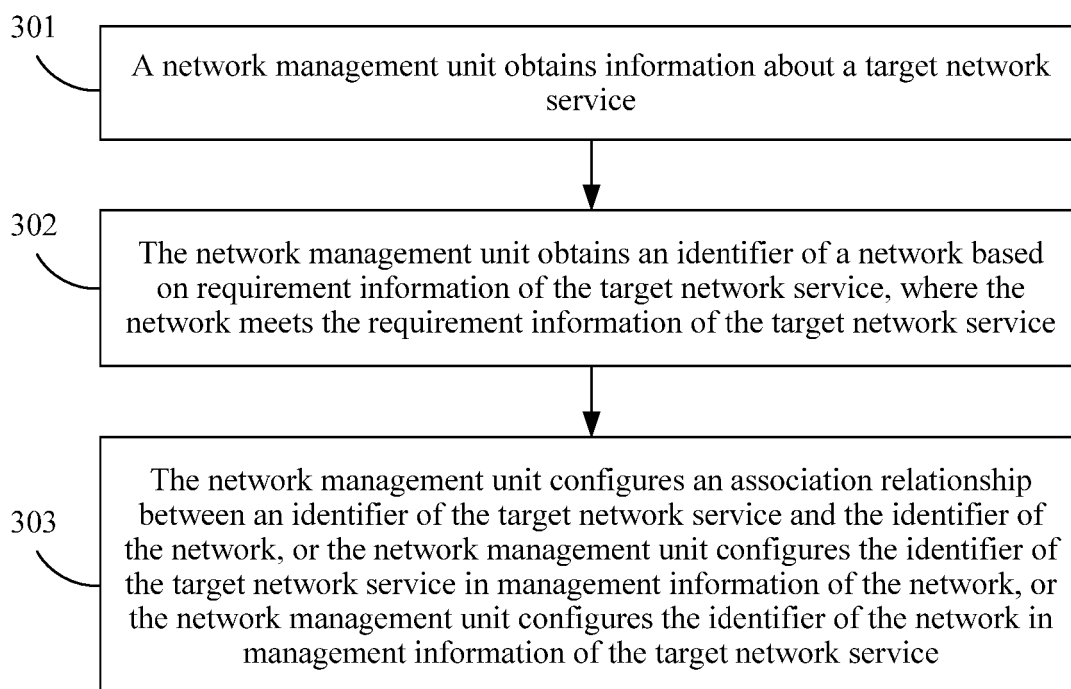 301
A network management unit obtains information about a target network
service
302
The network management unit obtains an identifier of a network based
on requirement information of the target network service, where the
network meets the requirement information of the target network service
303
The network management unit configures an association relationship
between an identifier of the target network service and the identifier of
the network, or the network management unit configures the identifier of
the target network service in management information of the network, or
the network management unit configures the identifier of the network in
management information of the target network service